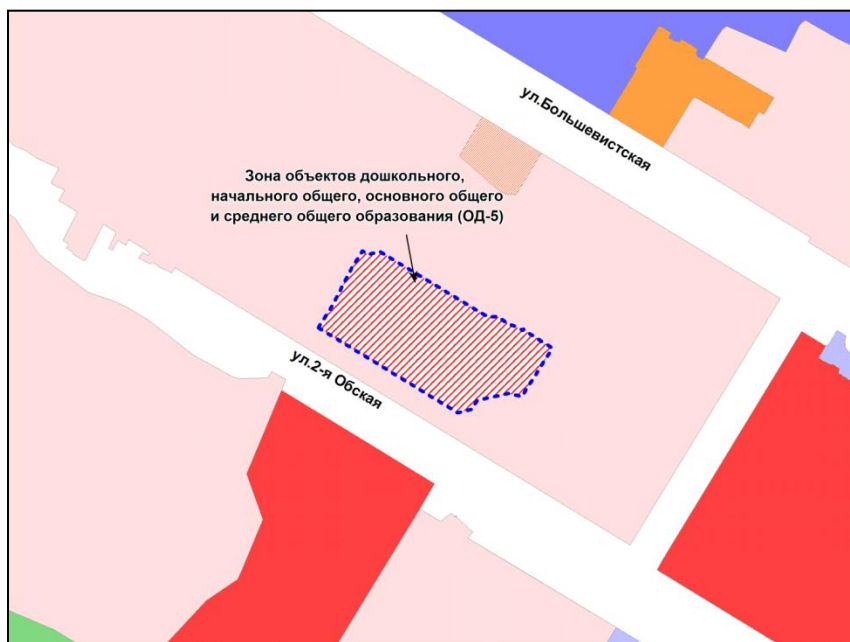 ул.Большевистская
Зона объектов дошкольного,
начального общего, основного общего
и среднего общего образования (ОД-5)
ул.2-я Обская